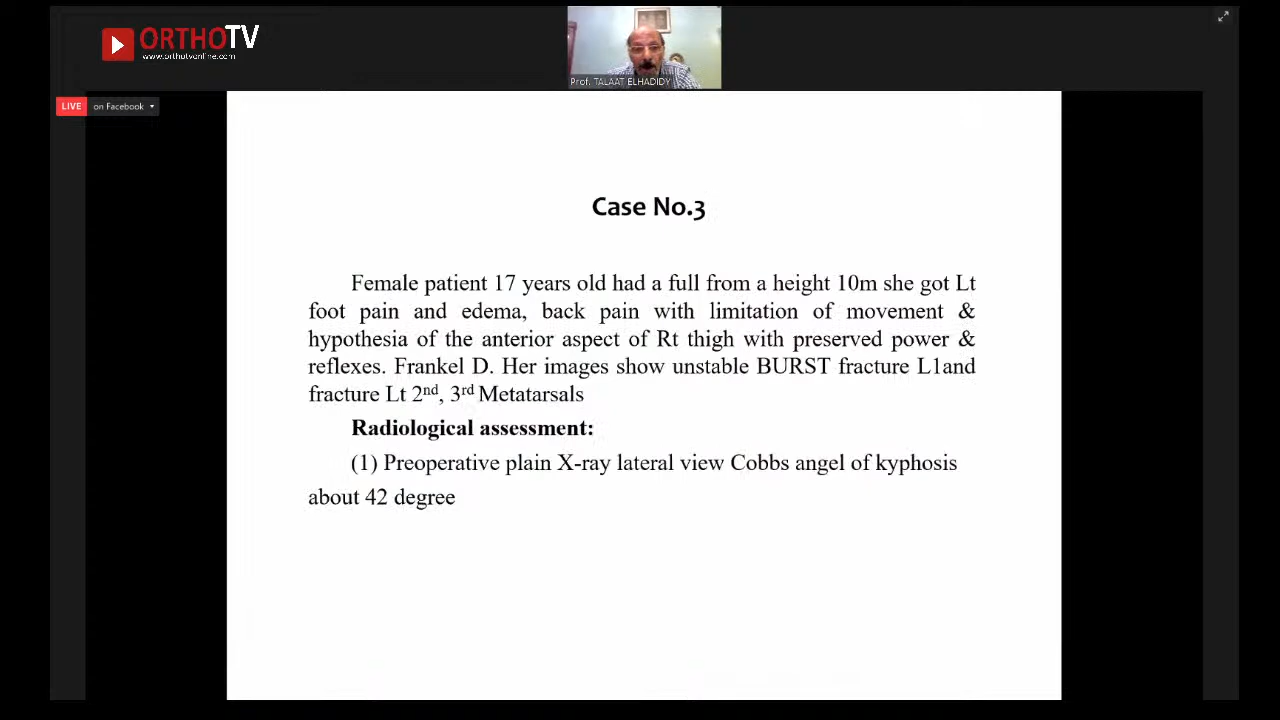 ORTHOTV
www.orthotvonline.com
Prof. TALAAT ELHADIDY
LIVE on Facebook
Case No.3
Female patient 17 years old had a full from a height 10m she got Lt
foot pain and edema, back pain with limitation of movement &
hypothesia of the anterior aspect of Rt thigh with preserved power &
reflexes. Frankel D. Her images show unstable BURST fracture L1and
fracture Lt 2nd, 3rd Metatarsals
Radiological assessment:
(1) Preoperative plain X-ray lateral view Cobbs angel of kyphosis
about 42 degree